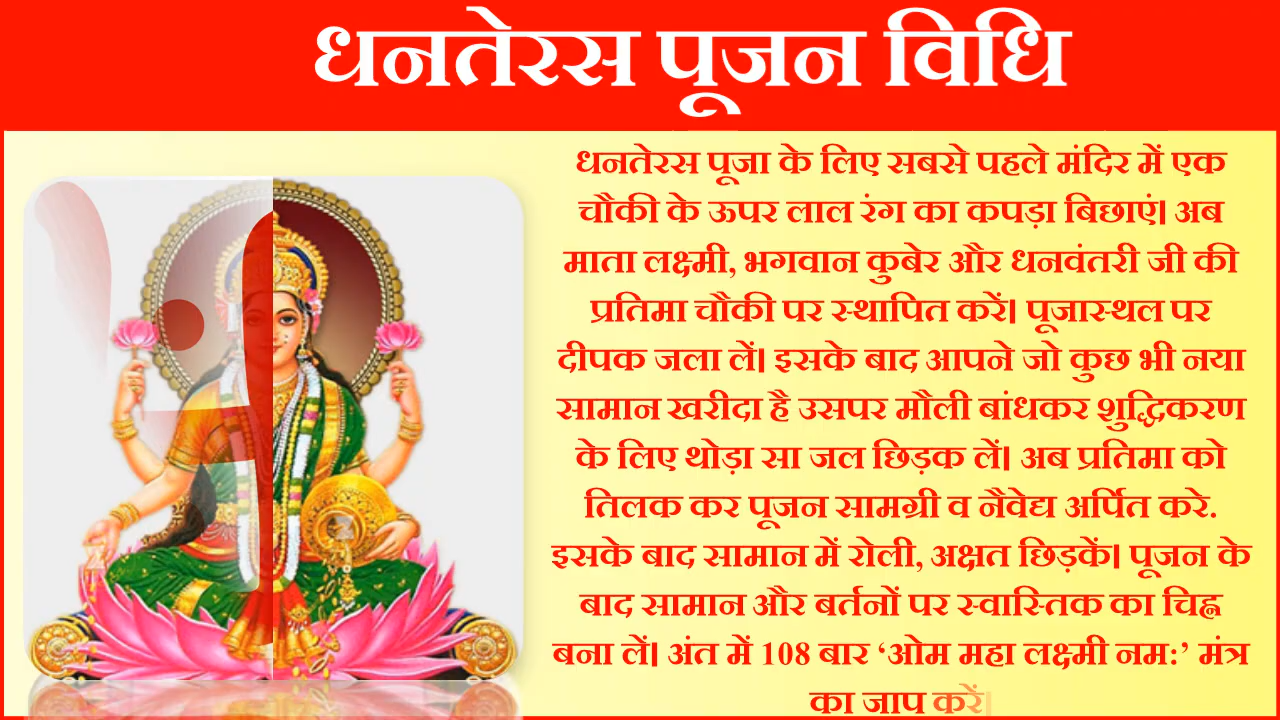 धनतेरस पूजन विधि
धनतेरस पूजा के लिए सबसे पहले मंदिर में एक
चौकी के ऊपर लाल रंग का कपड़ा बिछाएं। अब
माता लक्ष्मी, भगवान कुबेर और धनवंतरी जी की
प्रतिमा चौकी पर स्थापित करें। पूजास्थल पर
दीपक जला लें। इसके बाद आपने जो कुछ भी नया
सामान खरीदा है उसपर मौली बांधकर शुद्धिकरण
के लिए थोड़ा सा जल छिड़क लें। अब प्रतिमा को
तिलक कर पूजन सामग्री व नैवेद्य अर्पित करे.
इसके बाद सामान में रोली, अक्षत छिड़कें। पूजन के
बाद सामान और बर्तनों पर स्वास्तिक का चिह्न
बना लें। अंत में 108 बार ‘ओम महा लक्ष्मी नमः’ मंत्र
का जाप करें।